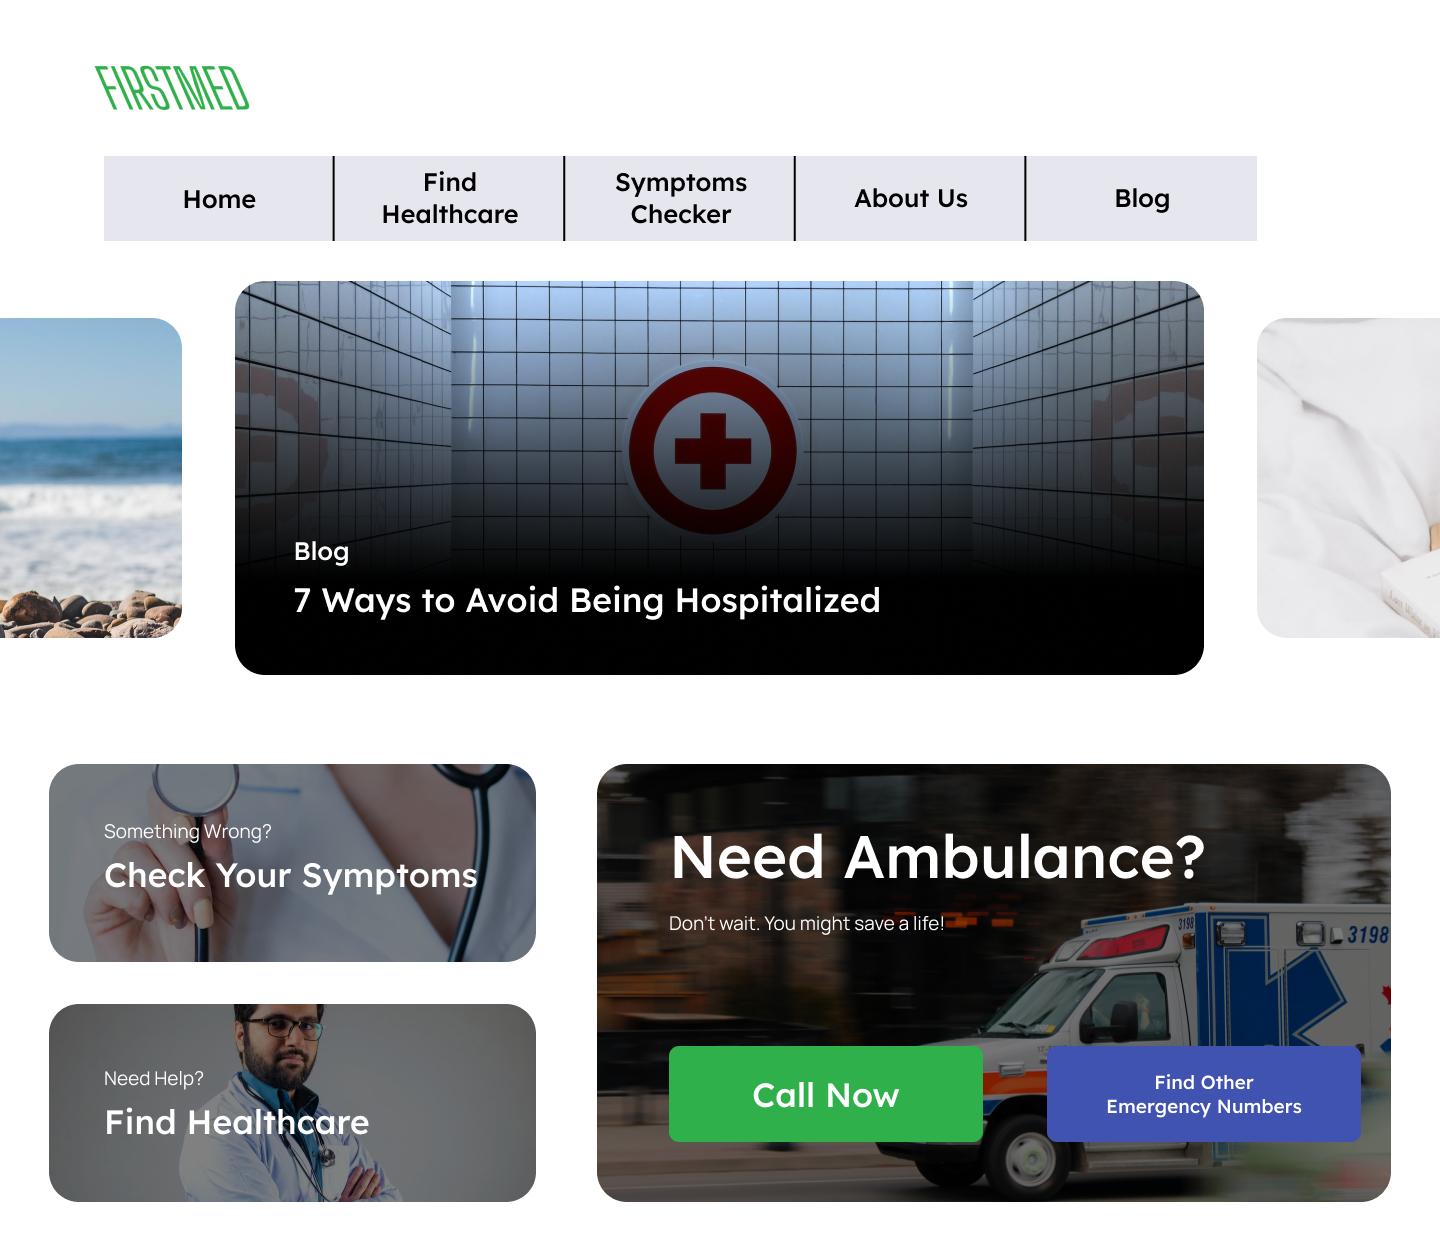 FIRSTMED
Home
Find
Healthcare
Symptoms
Checker
About Us
Blog
Blog
7 Ways to Avoid Being Hospitalized
Something Wrong?
Check Your Symptoms
Need Ambulance?
Don't wait. You might save a life!
3198
3198
Need Help?
Find Healthcare
Call Now
Find Other
Emergency Numbers